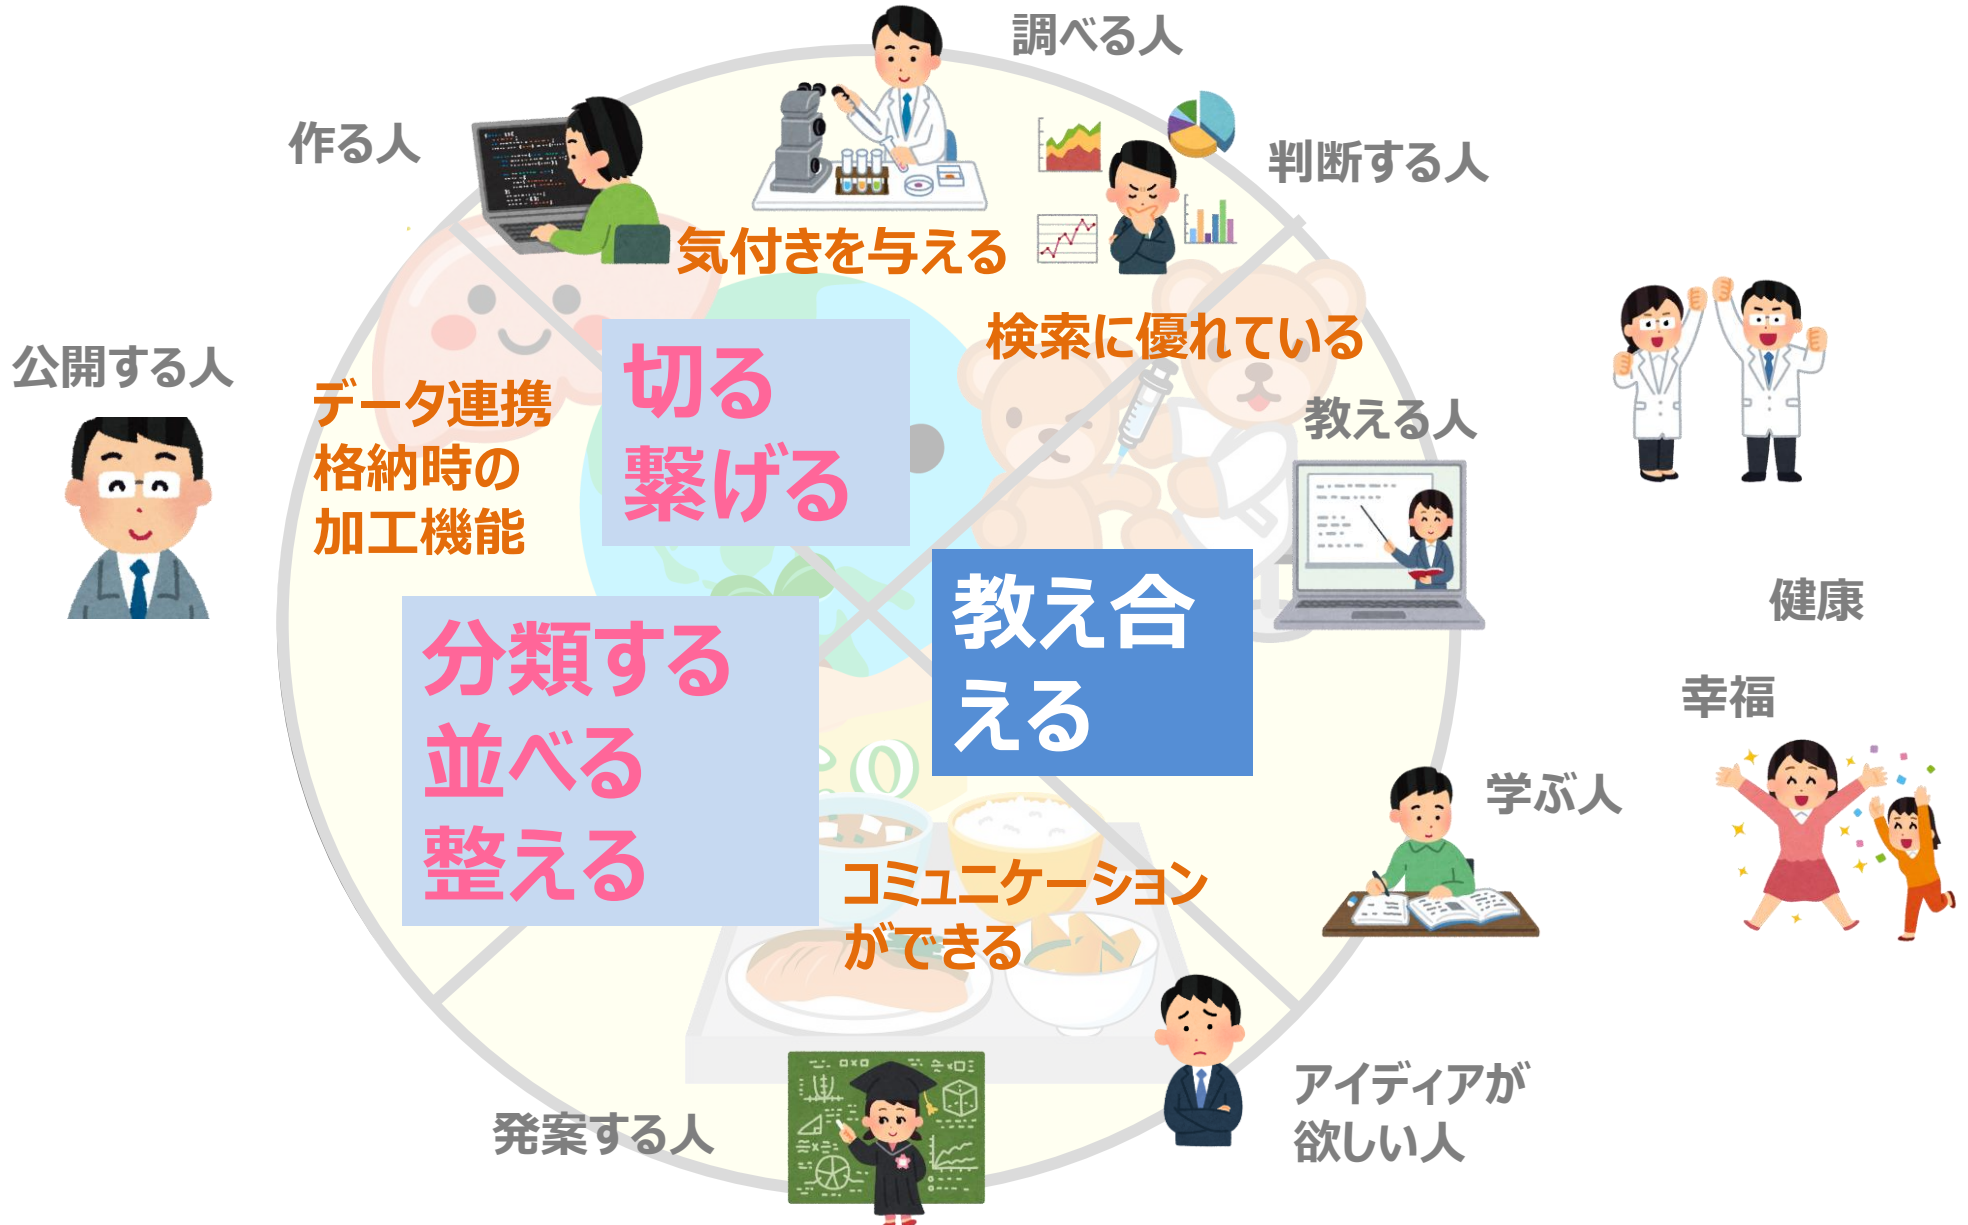 調べる人
作る人
判断する人
気付きを与える
検索に優れている
公開する人
データ連携
格納時の
加工機能
切る
繋げる
教える人
教え合
える
健康
分類する
並べる
整える
幸福
学ぶ人
コミュニケーション
ができる
アイディアが
欲しい人
発案する人